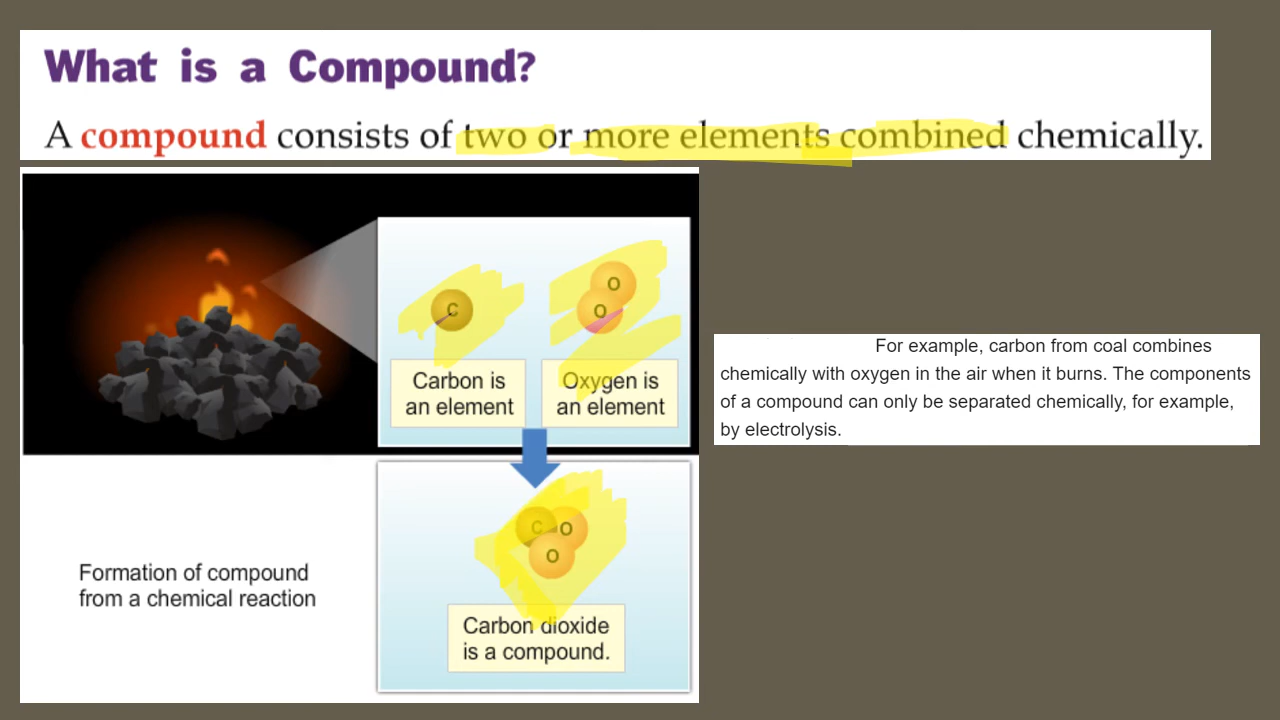 What is a Compound?
A compound consists of two or more elements combined chemically.
C
O
O
Carbon is
an element
Oxygen is
an element
C
O
O
Carbon dioxide
is a compound.
Formation of compound
from a chemical reaction
For example, carbon from coal combines
chemically with oxygen in the air when it burns. The components
of a compound can only be separated chemically, for example,
by electrolysis.